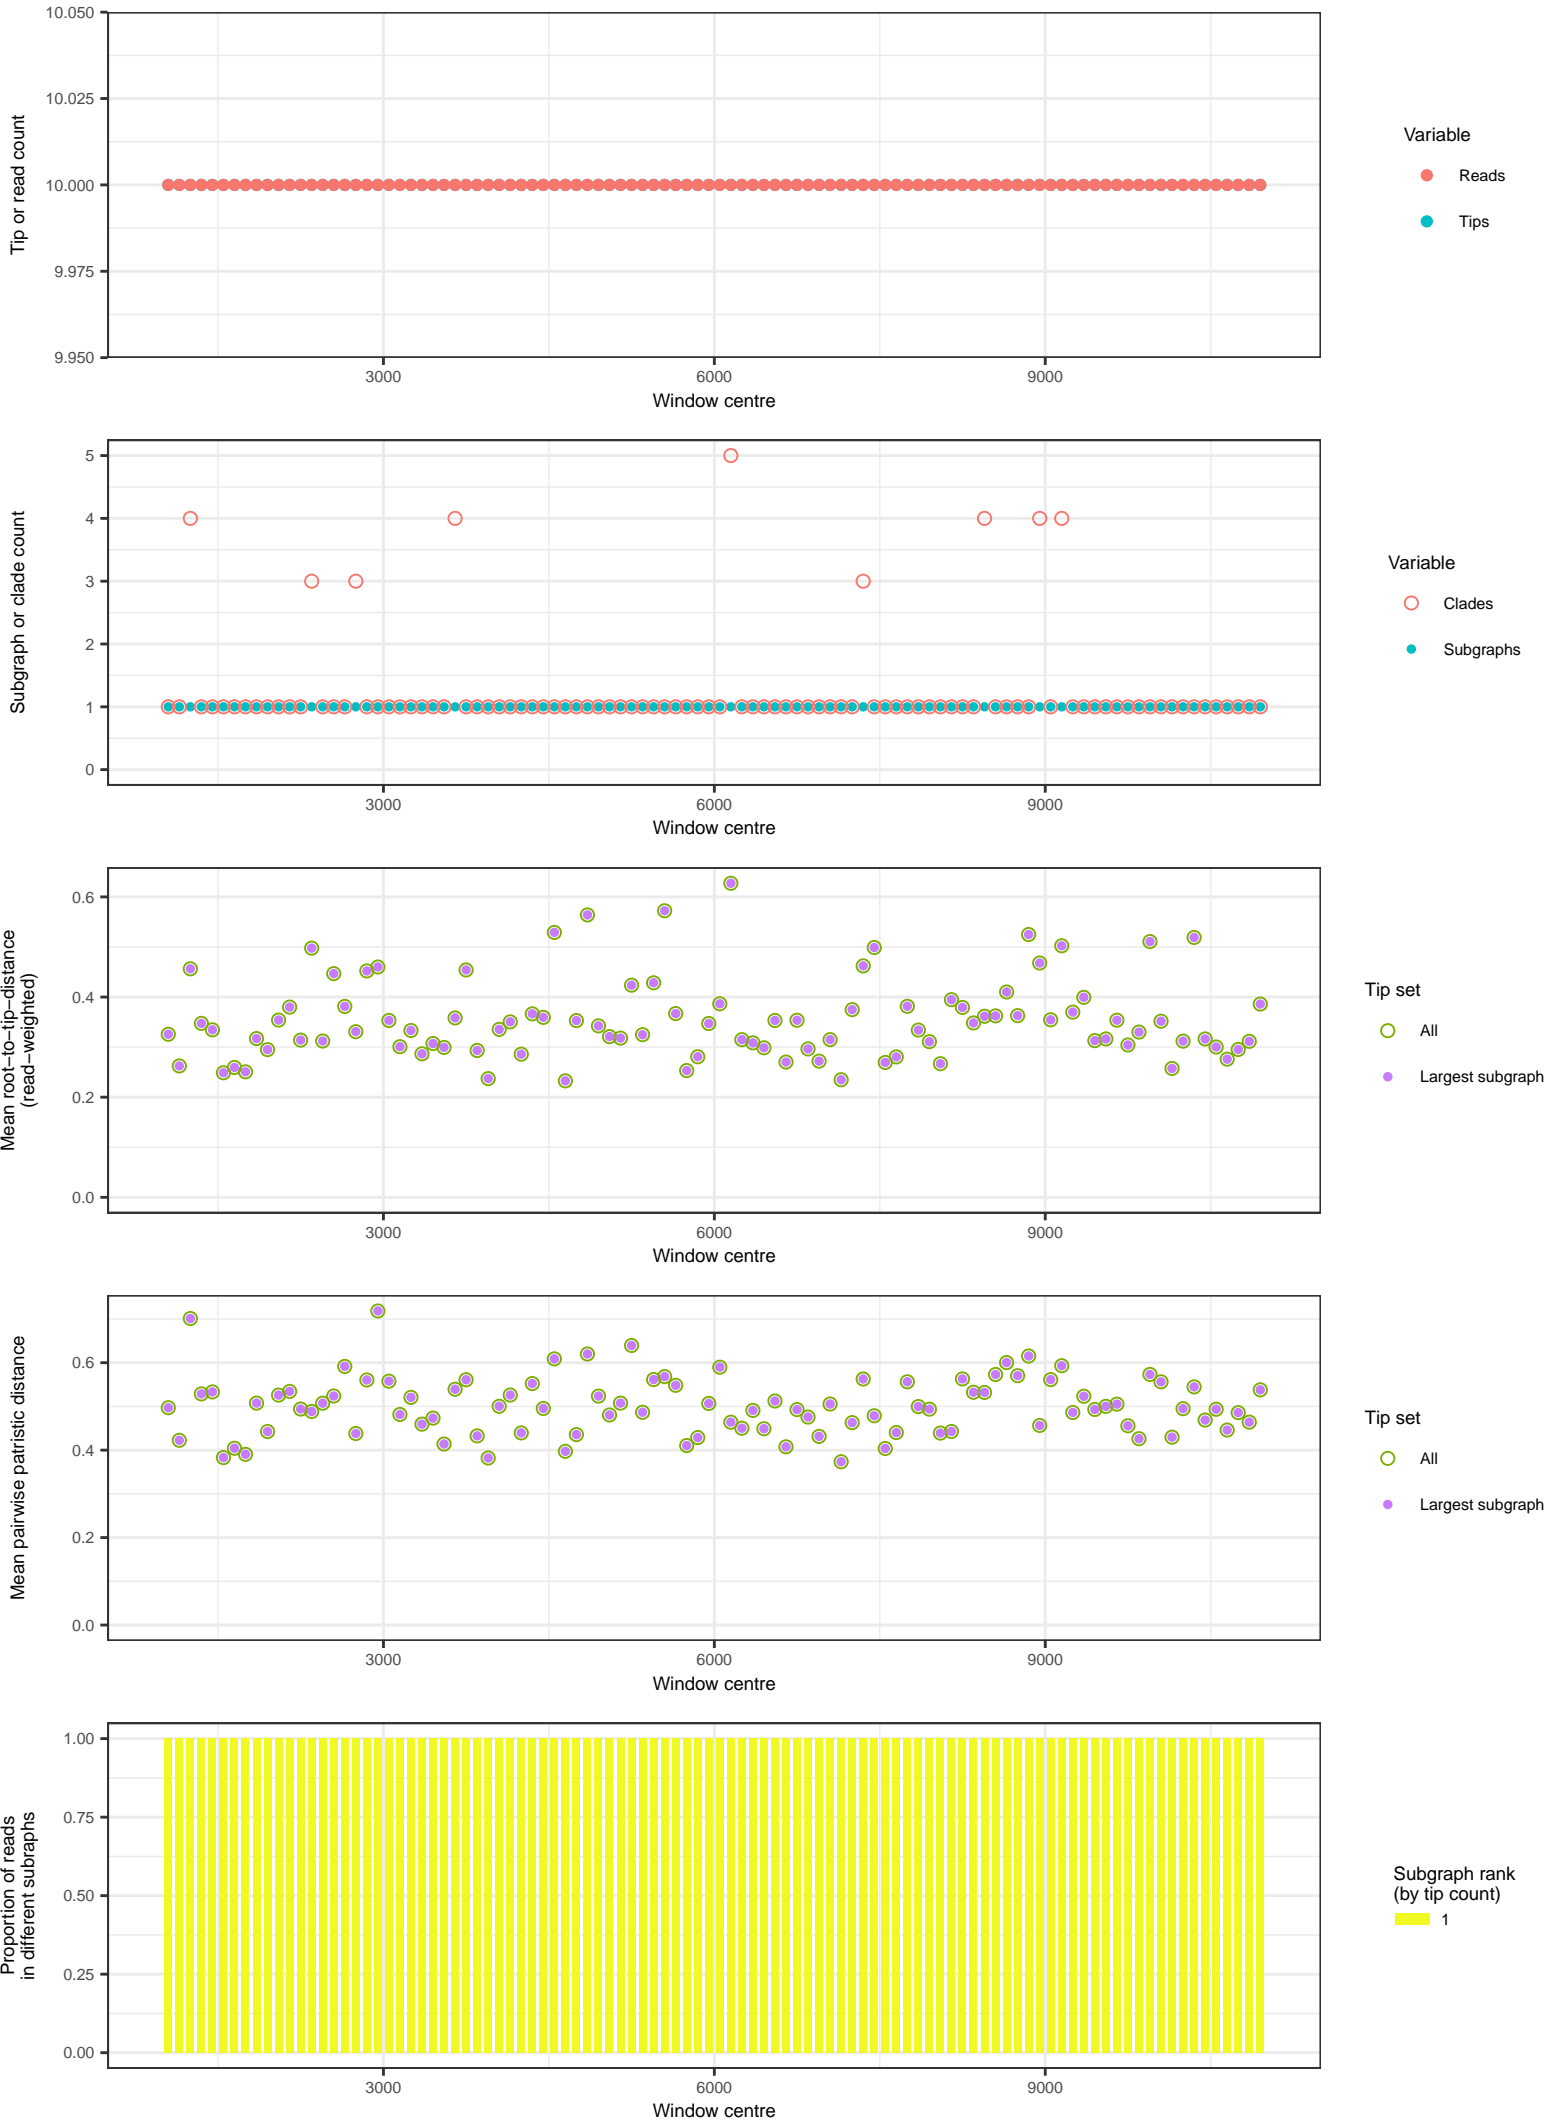 10.050
10.025
10.000
9.975
9.950
Tip or read count
3000 6000 9000
Window centre
Variable
Reads
Tips
5
4
3
2
1
0
Subgraph or clade count
3000 6000 9000
Window centre
Variable
Clades
Subgraphs
0.6
0.4
0.2
0.0
Mean root−to−tip−distance
(read−weighted)
3000 6000 9000
Window centre
Tip set
All
Largest subgraph
0.6
0.4
0.2
0.0
Mean pairwise patristic distance
3000 6000 9000
Window centre
Tip set
All
Largest subgraph
1.00
0.75
0.50
0.25
0.00
Proportion of reads
in different subraphs
3000 6000 9000
Window centre
Subgraph rank
(by tip count)
1